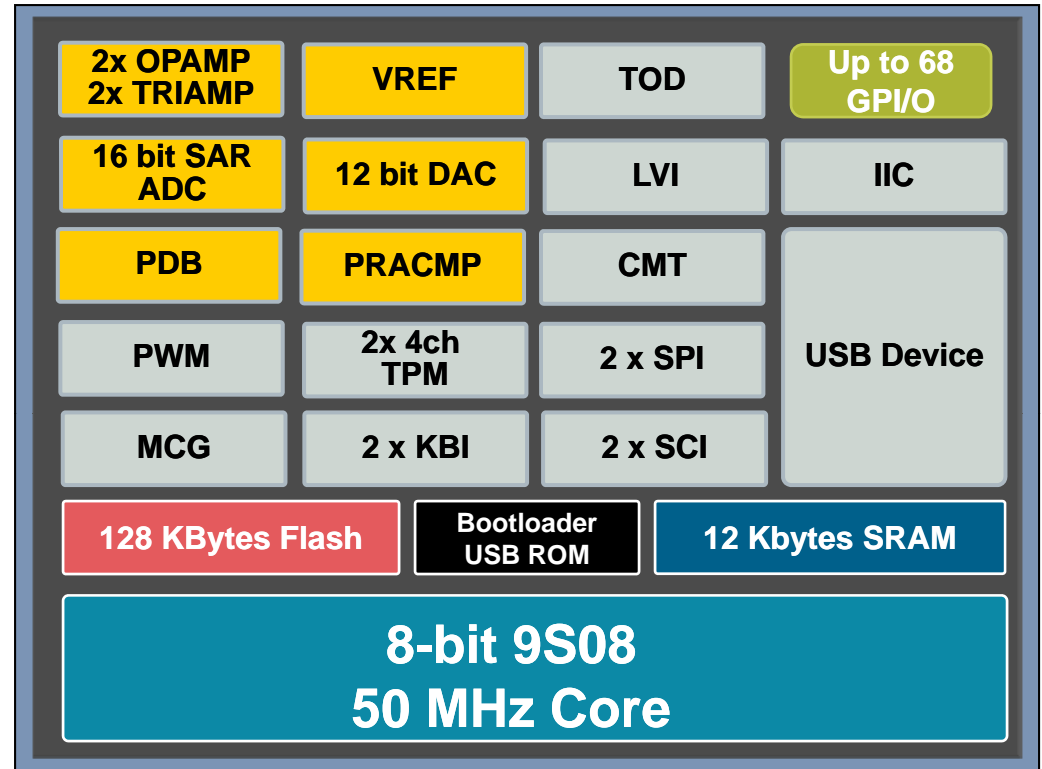 2x OPAMP
2x TRIAMP
VREF
TOD
Up to 68
GPI/O
16 bit SAR
ADC
12 bit DAC
LVI
IIC
PDB
PRACMP
CMT
USB Device
PWM
2x 4ch
TPM
2 x SPI
MCG
2 x KBI
2 x SCI
128 KBytes Flash
Bootloader
USB ROM
12 Kbytes SRAM
8-bit 9S08
50 MHz Core